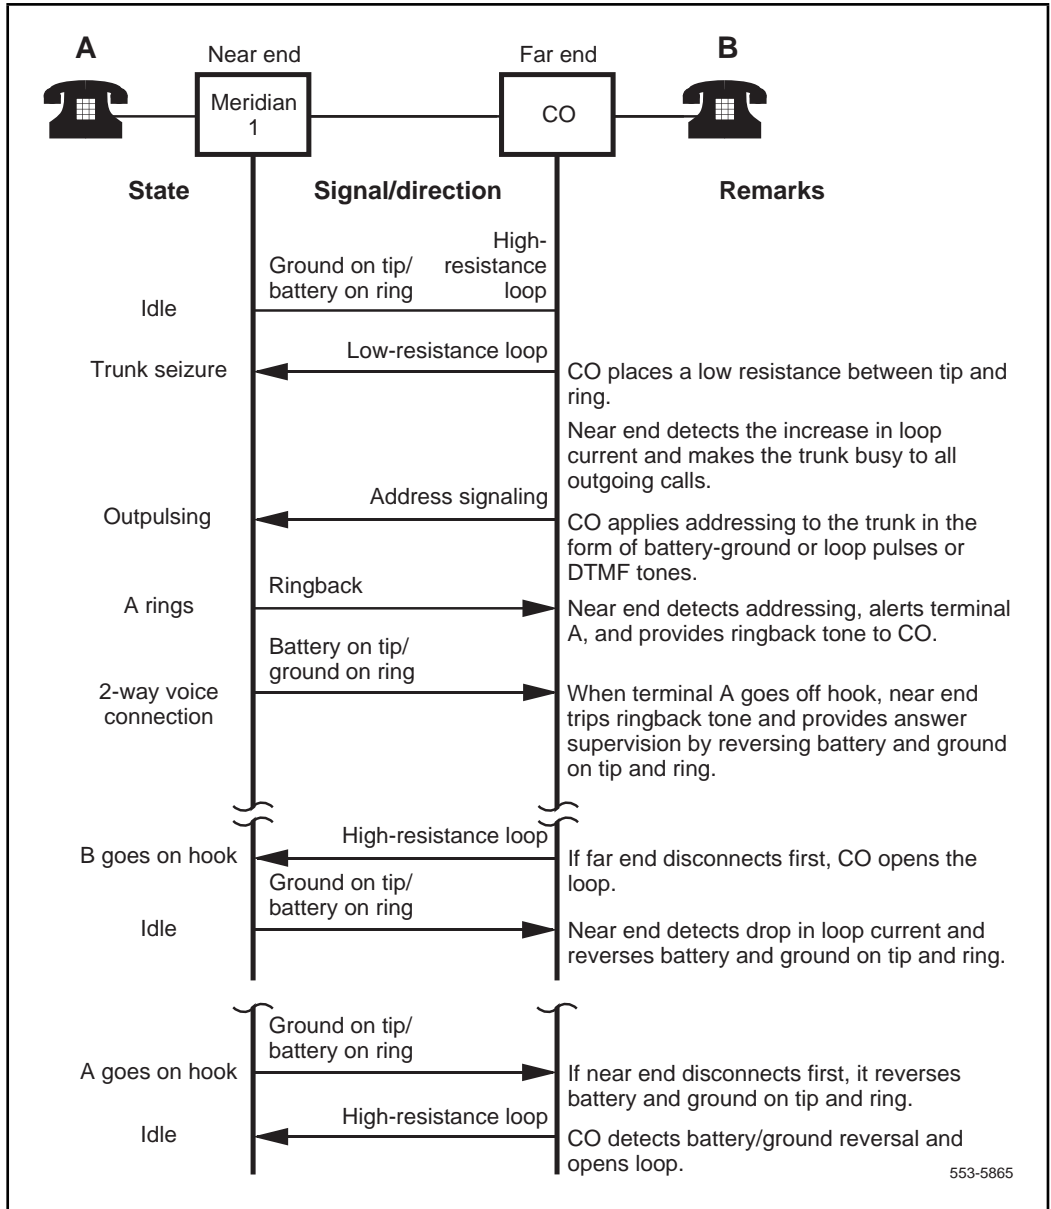 A
Near end
Far end
B
Meridian
1
CO
State
Signal/direction
Remarks
High-
Ground on tip/ resistance
battery on ring loop
Idle
Low-resistance loop
Trunk seizure
CO places a low resistance between tip and
ring.
Near end detects the increase in loop
current and makes the trunk busy to all
outgoing calls.
Address signaling
Outpulsing
CO applies addressing to the trunk in the
form of battery-ground or loop pulses or
DTMF tones.
Ringback
A rings
Near end detects addressing, alerts terminal
A, and provides ringback tone to CO.
Battery on tip/
ground on ring
2-way voice
connection
When terminal A goes off hook, near end
trips ringback tone and provides answer
supervision by reversing battery and ground
on tip and ring.
High-resistance loop
B goes on hook
If far end disconnects first, CO opens the
loop.
Ground on tip/
battery on ring
Idle
Near end detects drop in loop current and
reverses battery and ground on tip and ring.
Ground on tip/
battery on ring
A goes on hook
If near end disconnects first, it reverses
battery and ground on tip and ring.
High-resistance loop
Idle
CO detects battery/ground reversal and
opens loop.
553-5865